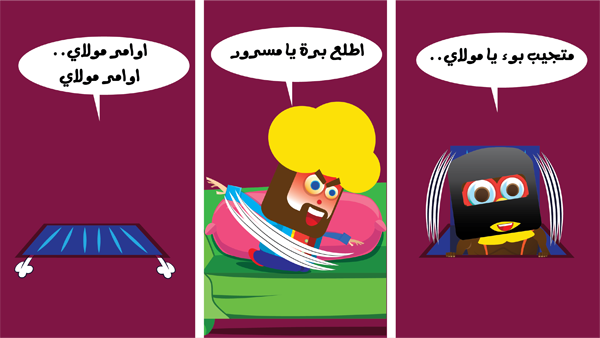 اوامر مولاي..
اوامر مولاي
اطلع برة يا مسرور
متجيب بوء يا مولاي..